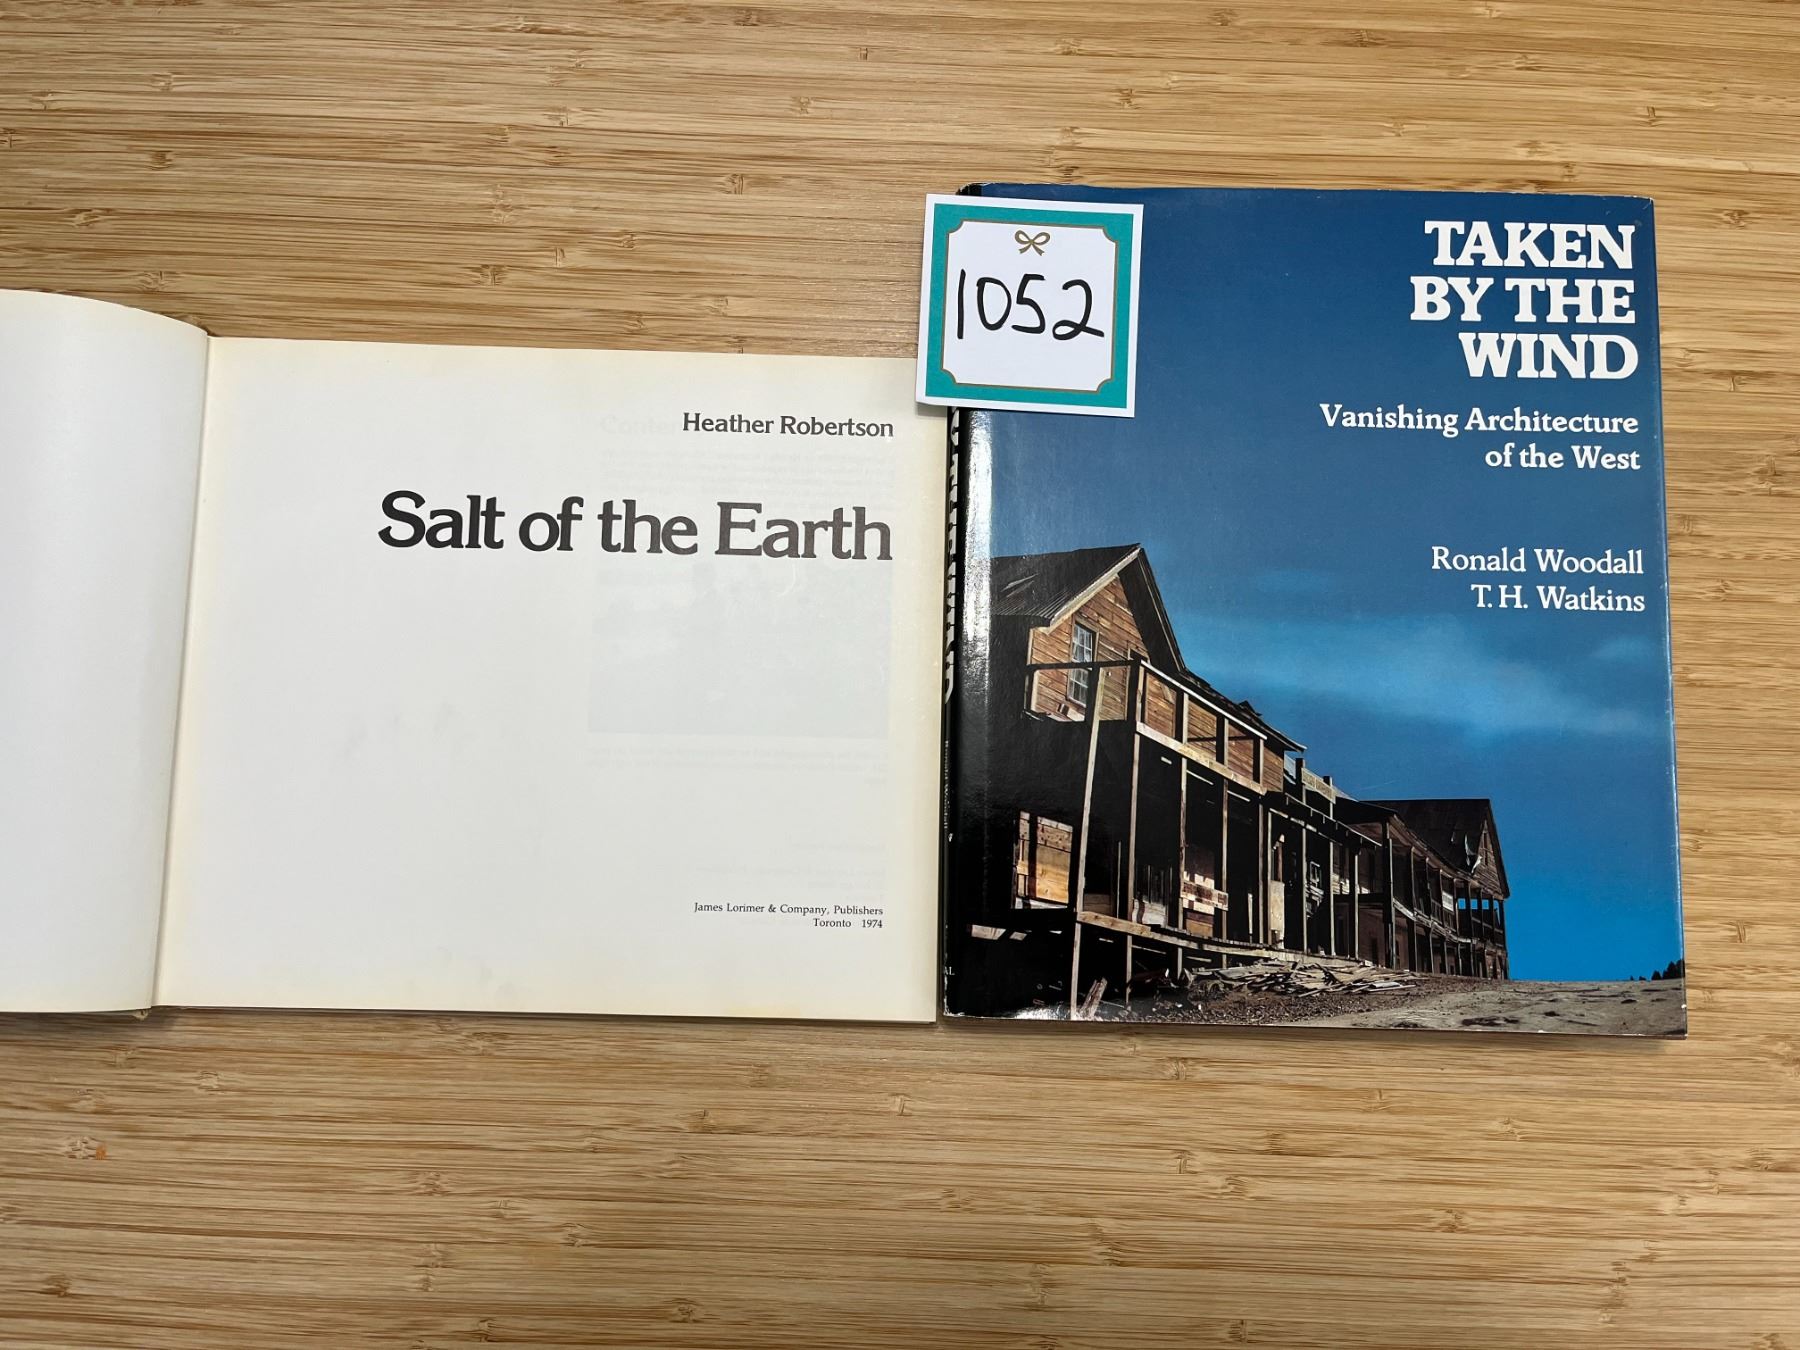 Heather Robertson
Salt of the Earth
James Lorimer & Company, Publishers
Toronto 1974
1052
TAKEN
BY THE
WIND
Vanishing Architecture
of the West
Ronald Woodall
T. H. Watkins